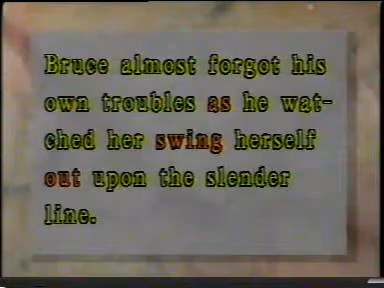 Bruce almost forgot his
own troubles as he wat-
ched her swing herself
out upon the slender
line.